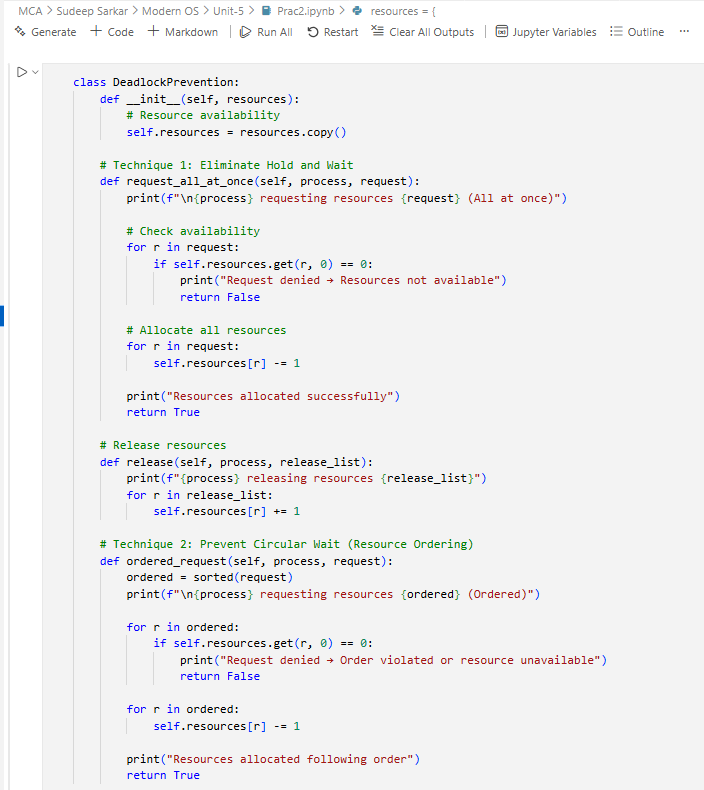 MCA > Sudeep Sarkar > Modern OS > Unit-5 > Prac2.ipynb > resources = {
Generate + Code + Markdown | Run All Restart Clear All Outputs | Jupyter Variables Outline ...
class DeadlockPrevention:
    def __init__(self, resources):
        # Resource availability
        self.resources = resources.copy()

    # Technique 1: Eliminate Hold and Wait
    def request_all_at_once(self, process, request):
        print(f"\n{process} requesting resources {request} (All at once)")

        # Check availability
        for r in request:
            if self.resources.get(r, 0) == 0:
                print("Request denied → Resources not available")
                return False

        # Allocate all resources
        for r in request:
            self.resources[r] -= 1

        print("Resources allocated successfully")
        return True

    # Release resources
    def release(self, process, release_list):
        print(f"{process} releasing resources {release_list}")
        for r in release_list:
            self.resources[r] += 1

    # Technique 2: Prevent Circular Wait (Resource Ordering)
    def ordered_request(self, process, request):
        ordered = sorted(request)
        print(f"\n{process} requesting resources {ordered} (Ordered)")

        for r in ordered:
            if self.resources.get(r, 0) == 0:
                print("Request denied → Order violated or resource unavailable")
                return False

        for r in ordered:
            self.resources[r] -= 1

        print("Resources allocated following order")
        return True